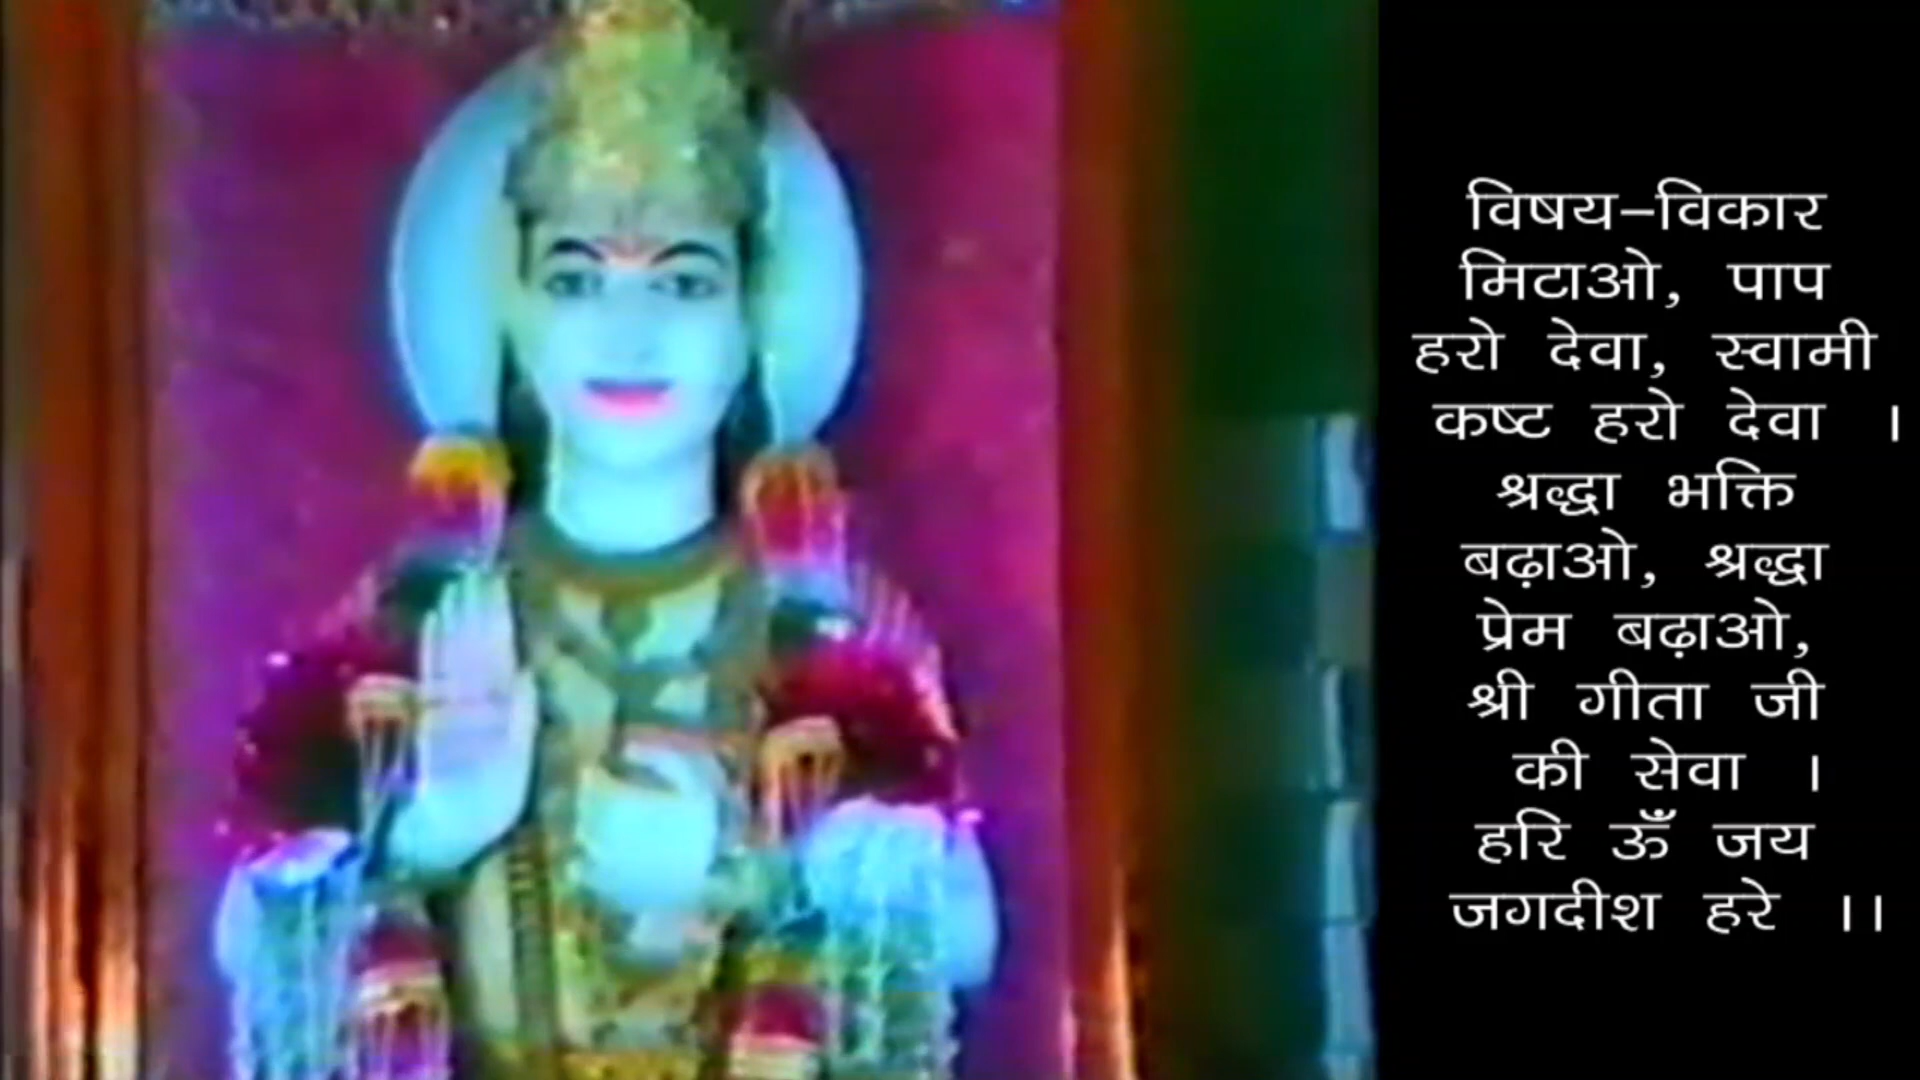 विषय–विकार
मिटाओ, पाप
हरो देवा, स्वामी
कष्ट हरो देवा ।
श्रद्धा भक्ति
बढ़ाओ, श्रद्धा
प्रेम बढ़ाओ,
श्री गीता जी
की सेवा ।
हरि ऊँ जय
जगदीश हरे ।।